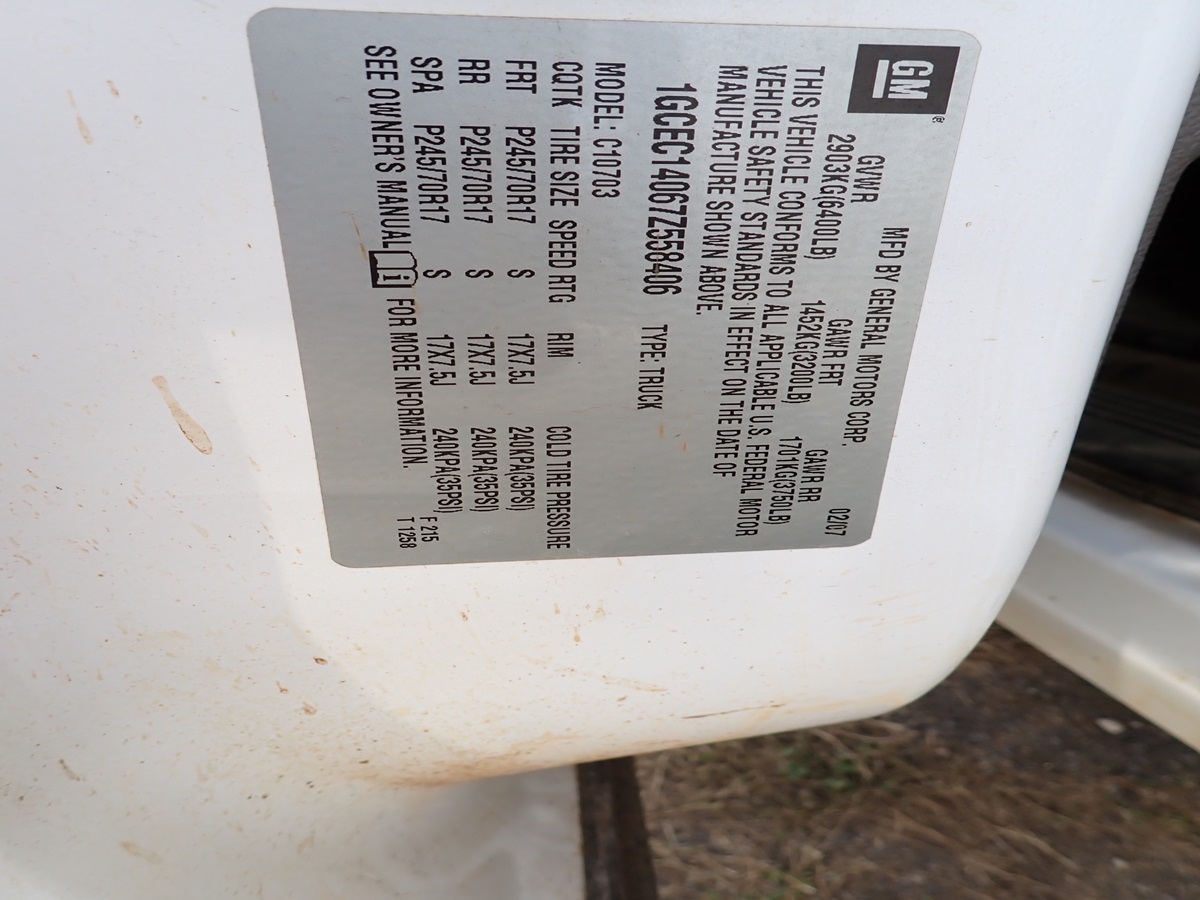 GM®
MFD BY GENERAL MOTORS CORP. 02/07
GVWR GAWR FRT GAWR RR
2903KG(6400LB) 1452KG(3200LB) 1701KG(3750LB)
THIS VEHICLE CONFORMS TO ALL APPLICABLE U.S. FEDERAL MOTOR
VEHICLE SAFETY STANDARDS IN EFFECT ON THE DATE OF
MANUFACTURE SHOWN ABOVE.
1GCEC14067Z558406 TYPE: TRUCK
MODEL: C10703
CQTK TIRE SIZE SPEED RTG RIM COLD TIRE PRESSURE
FRT P245/70R17 S 17X7.5J 240KPA(35PSI)
RR P245/70R17 S 17X7.5J 240KPA(35PSI)
SPA P245/70R17 S 17X7.5J 240KPA(35PSI) F 215
SEE OWNER'S MANUAL i FOR MORE INFORMATION. T 1258